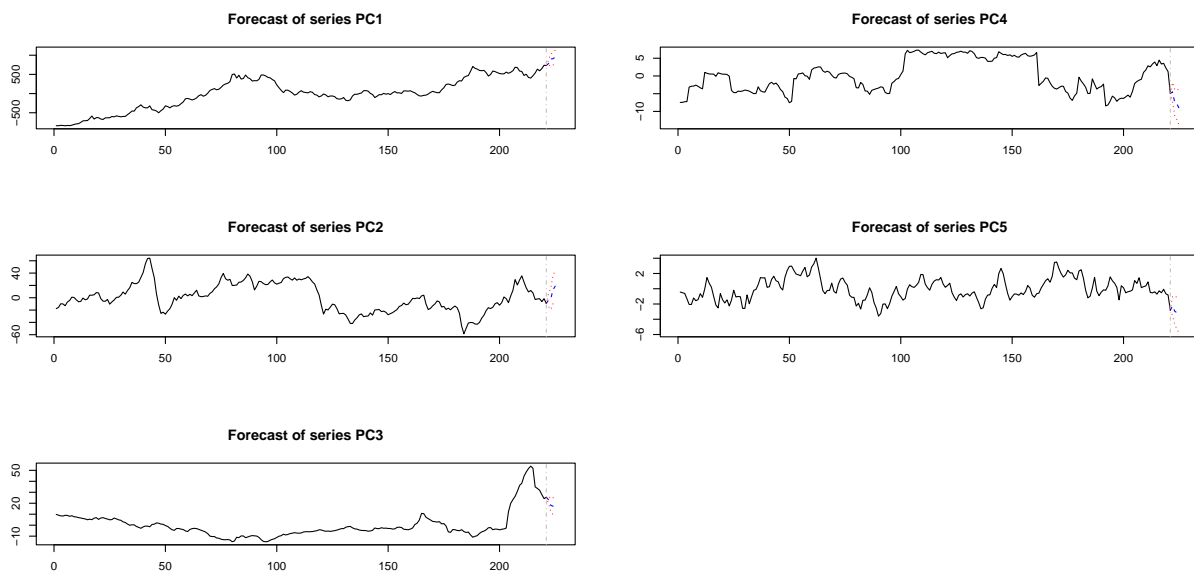 Forecast of series PC1
500
−500
0 50 100 150 200
Forecast of series PC2
40
0
−60
0 50 100 150 200
Forecast of series PC3
50
20
−10
0 50 100 150 200
Forecast of series PC4
5
0
−10
0 50 100 150 200
Forecast of series PC5
2
−2
−6
0 50 100 150 200